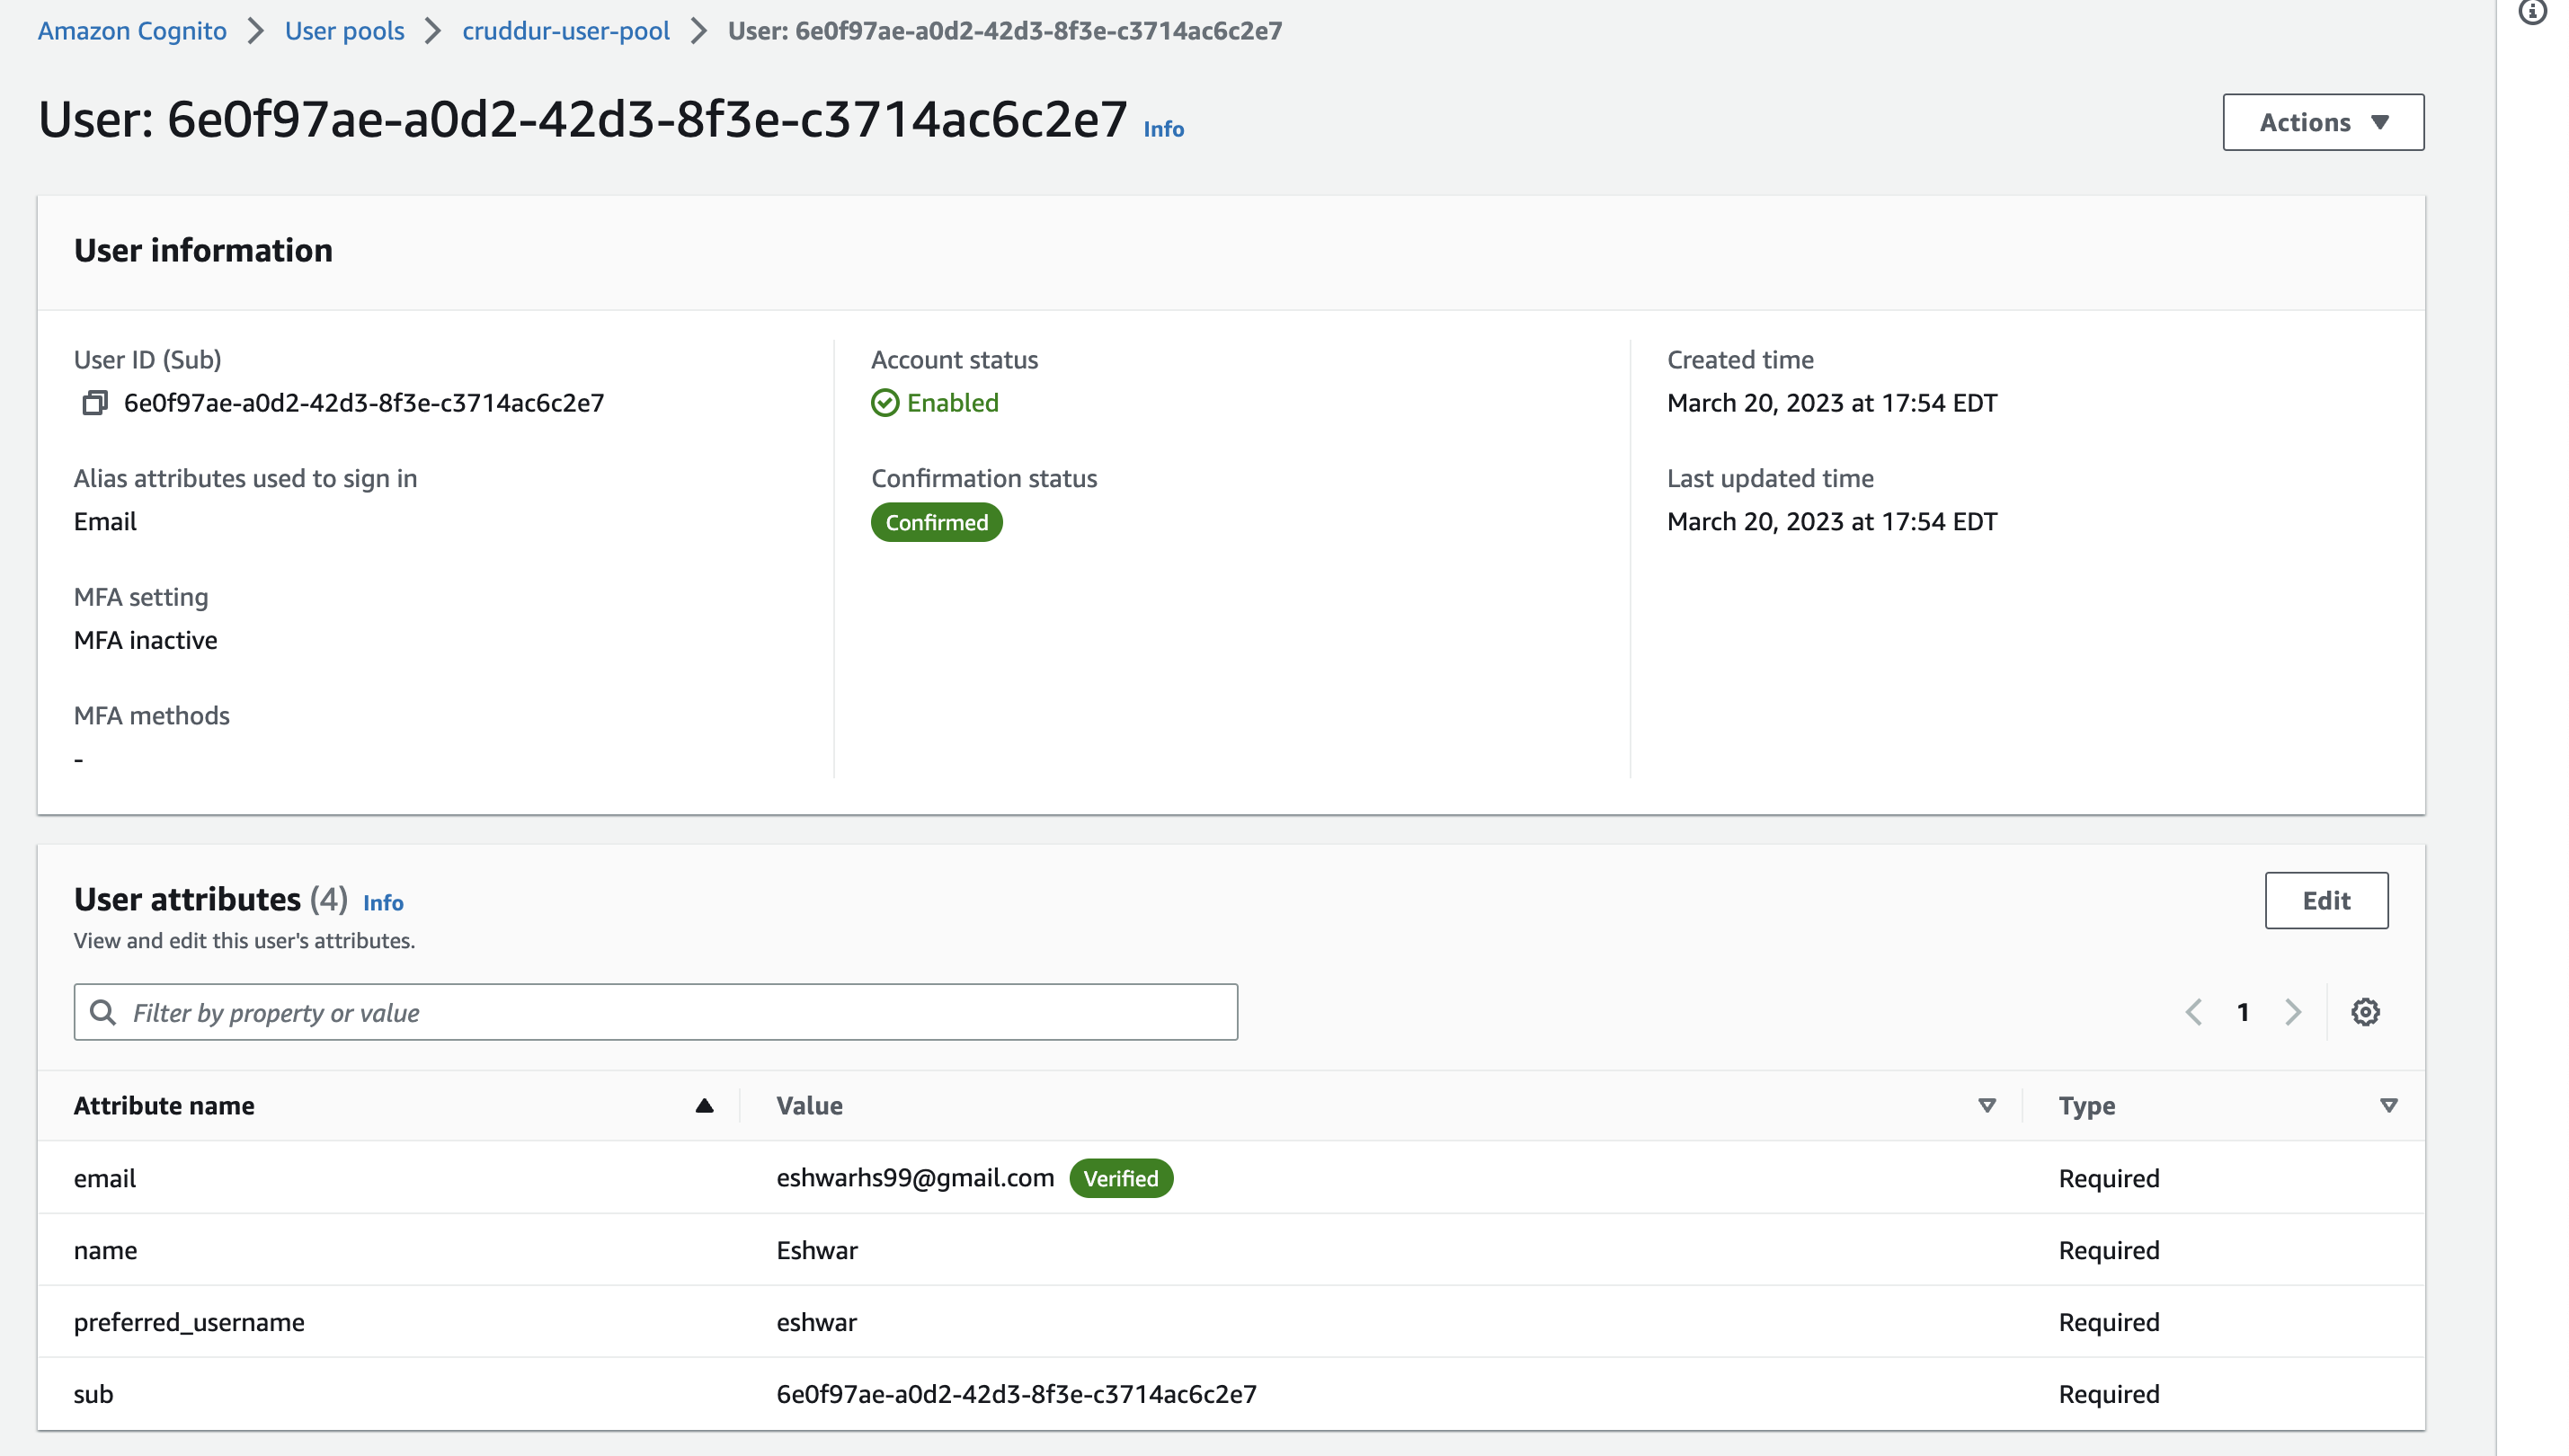 Amazon Cognito > User pools > cruddur-user-pool > User: 6e0f97ae-a0d2-42d3-8f3e-c3714ac6c2e7
User: 6e0f97ae-a0d2-42d3-8f3e-c3714ac6c2e7 Info
Actions
User information
User ID (Sub)
6e0f97ae-a0d2-42d3-8f3e-c3714ac6c2e7
Alias attributes used to sign in
Email
MFA setting
MFA inactive
MFA methods
-
Account status
Enabled
Confirmation status
Confirmed
Created time
March 20, 2023 at 17:54 EDT
Last updated time
March 20, 2023 at 17:54 EDT
User attributes (4) Info
View and edit this user's attributes.
Edit
Filter by property or value
1
Attribute name Value Type
email eshwarhs99@gmail.com Verified Required
name Eshwar Required
preferred_username eshwar Required
sub 6e0f97ae-a0d2-42d3-8f3e-c3714ac6c2e7 Required